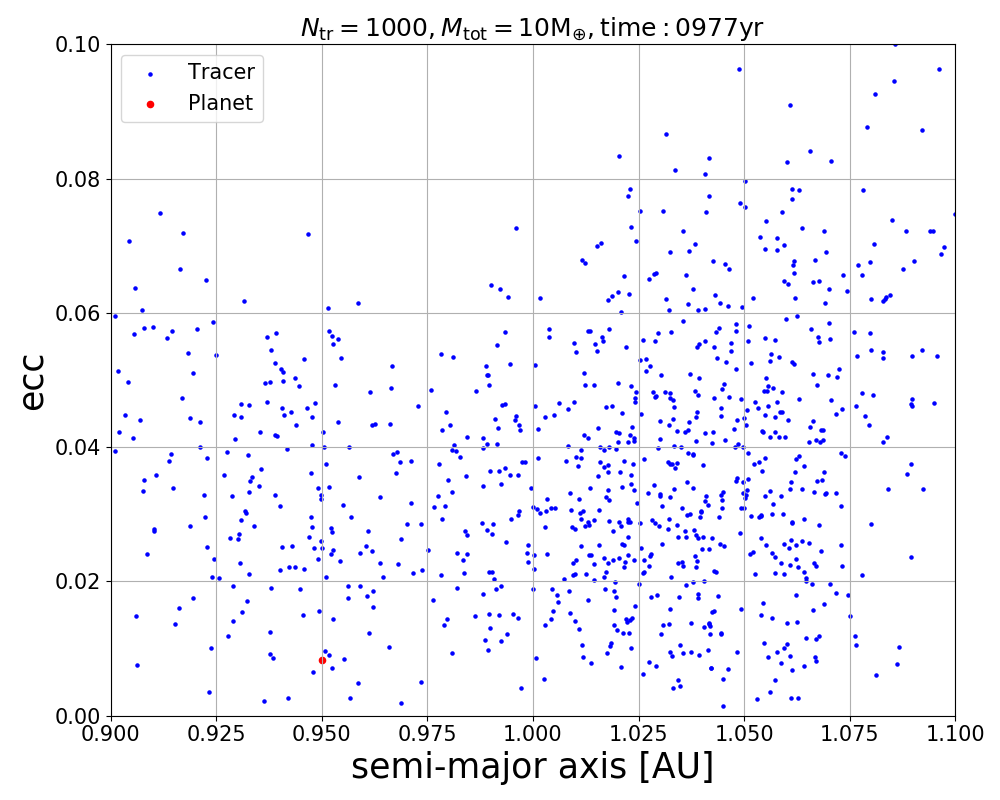 N_tr = 1000, M_tot = 10M_⊕, time : 0977yr
Tracer
Planet
0.10
0.08
0.06
0.04
0.02
0.00
ecc
0.900 0.925 0.950 0.975 1.000 1.025 1.050 1.075 1.100
semi-major axis [AU]